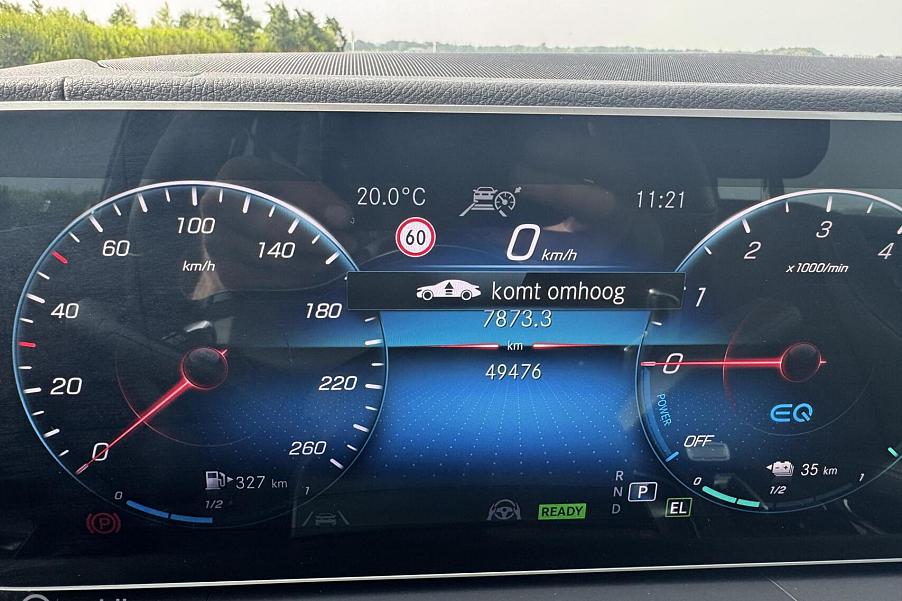 20.0°C
11:21
60
0 km/h
komt omhoog
7873.3
km
49476
0
20
40
60
100
140
180
220
260
km/h
327 km
0
1/2
1
P
READY
R
N
P
D
EL
0
1
2
3
4
x1000/min
POWER
OFF
EQ
35 km
0
1/2
1